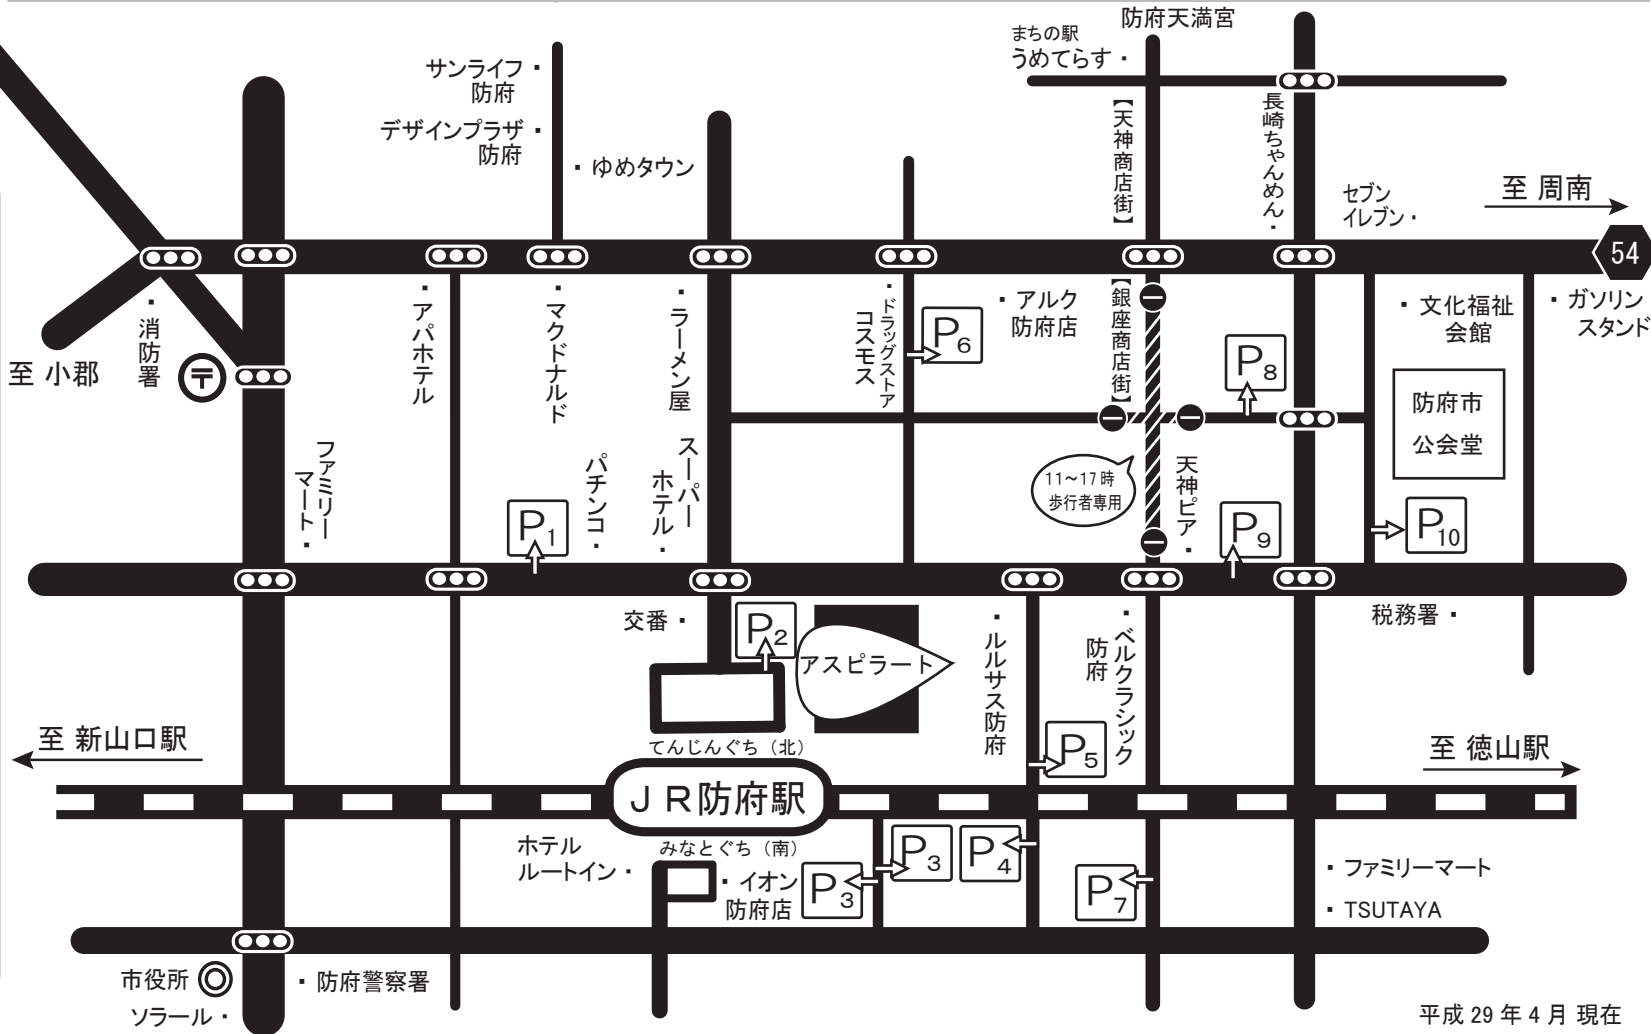 防府天満宮
まちの駅
うめてらす・
サンライフ・
防府
デザインプラザ・
防府
・ゆめタウン
【天神商店街】
長崎ちゃんめん・
セブン
イレブン・
至 周南
54
至 小郡
・消防署
〒
・アパホテル
・マクドナルド
・ラーメン屋
・ドラッグストア
コスモス
P6
・アルク
防府店
【銀座商店街】
P8
・文化福祉
会館
・ガソリン
スタンド
防府市
公会堂
ファミリー
マート・
P1
パチンコ・
スーパー
ホテル・
11~17時
歩行者専用
天神ピア・
P9
P10
交番・
P2
アスピラート
・ルルサス防府
・ベルクラシック
防府
税務署・
P5
至 新山口駅
てんじんぐち（北）
JR防府駅
みなとぐち（南）
至 徳山駅
ホテル
ルートイン・
・イオン
防府店
P3
P3
P4
P7
・ファミリーマート
・TSUTAYA
市役所
・防府警察署
ソラール・
平成 29 年 4 月 現在